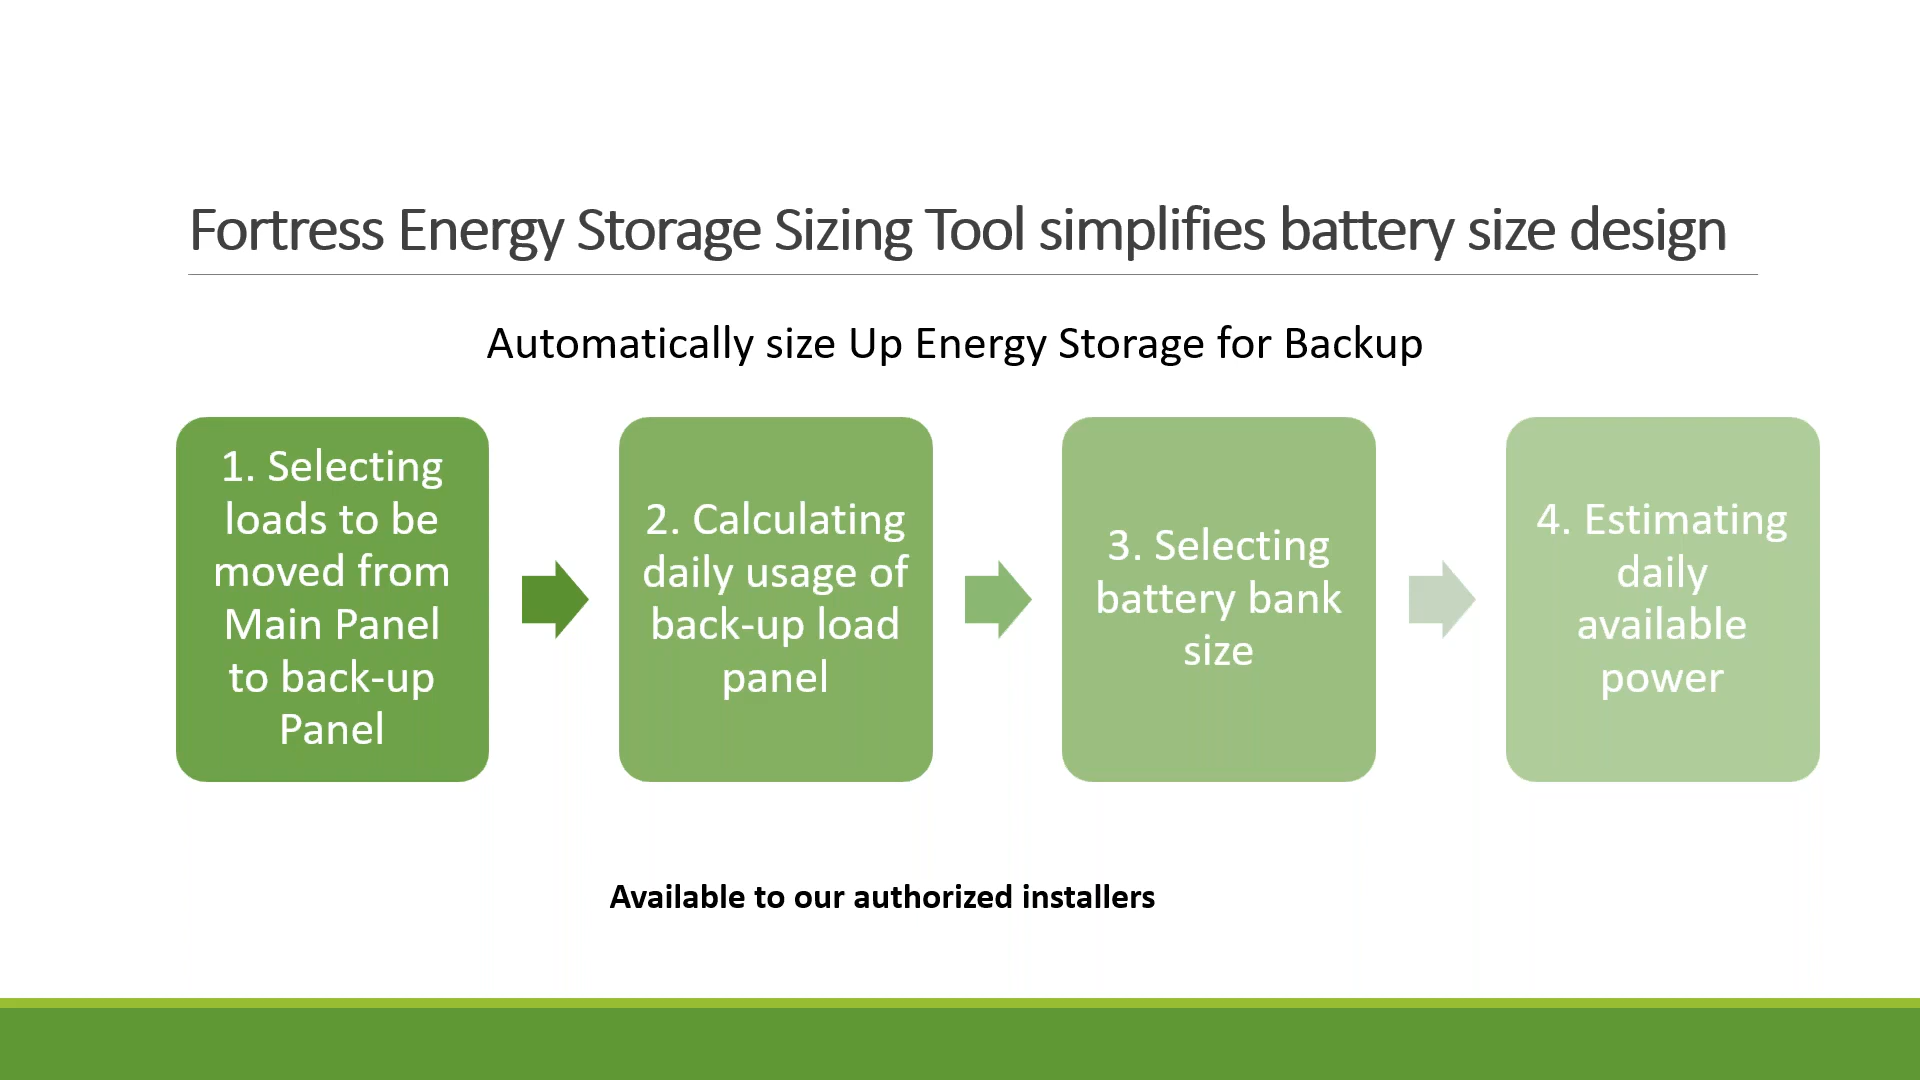 Fortress Energy Storage Sizing Tool simplifies battery size design
Automatically size Up Energy Storage for Backup
1. Selecting
loads to be
moved from
Main Panel
to back-up
Panel
2. Calculating
daily usage of
back-up load
panel
3. Selecting
battery bank
size
4. Estimating
daily
available
power
Available to our authorized installers